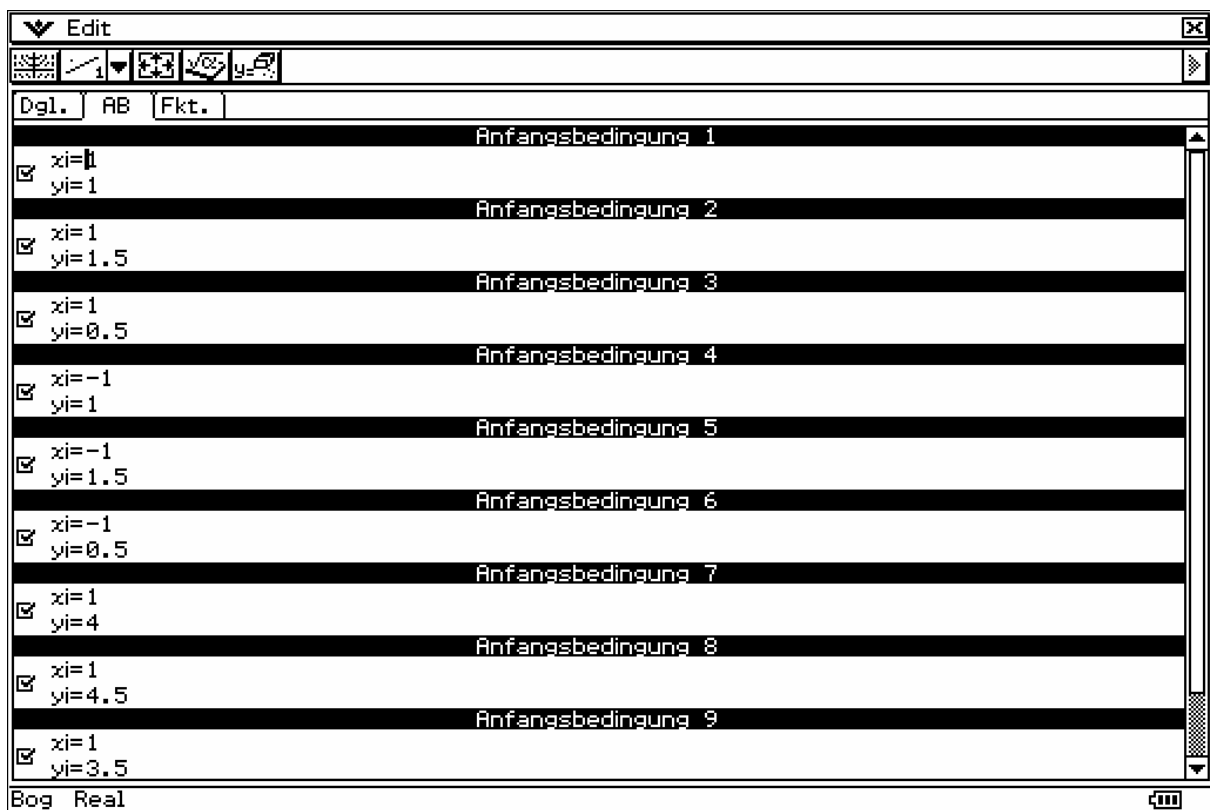 Edit
y=
Dgl. AB Fkt.
Anfangsbedingung 1
xi=1
yi=1
Anfangsbedingung 2
xi=1
yi=1.5
Anfangsbedingung 3
xi=1
yi=0.5
Anfangsbedingung 4
xi=-1
yi=1
Anfangsbedingung 5
xi=-1
yi=1.5
Anfangsbedingung 6
xi=-1
yi=0.5
Anfangsbedingung 7
xi=1
yi=4
Anfangsbedingung 8
xi=1
yi=4.5
Anfangsbedingung 9
xi=1
yi=3.5
Bog Real